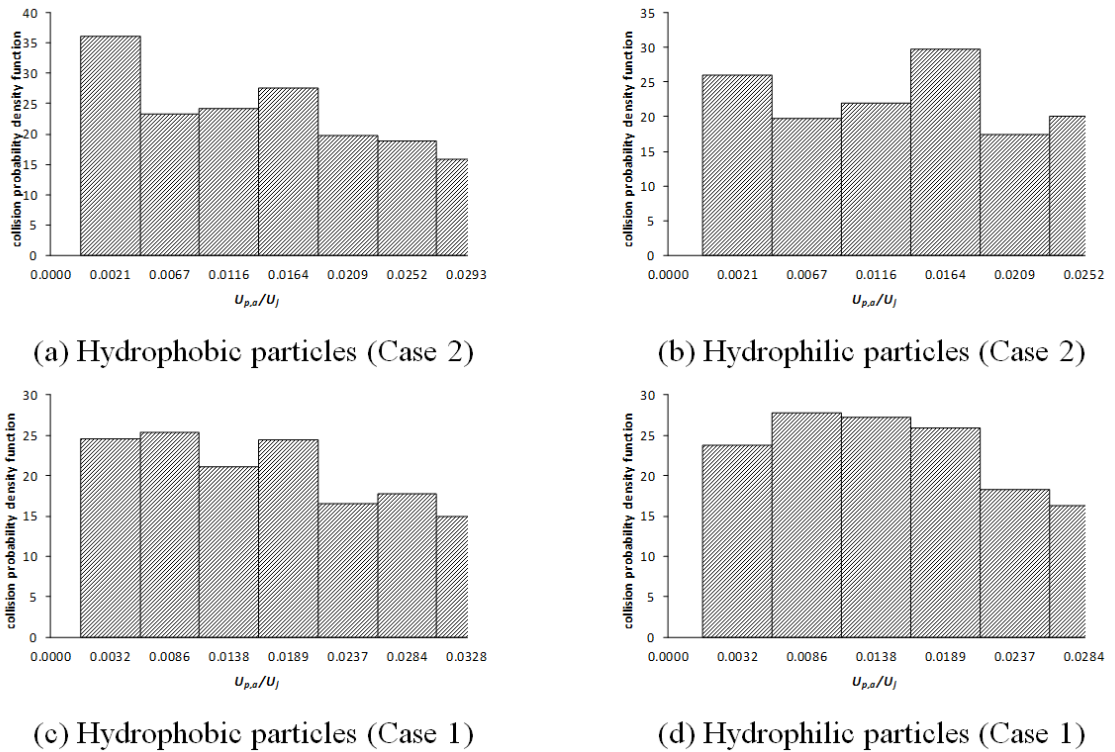 collision probability density function
40
35
30
25
20
15
10
5
0
0.0000 0.0021 0.0067 0.0116 0.0164 0.0209 0.0252 0.0293
Up,a/Uj
(a) Hydrophobic particles (Case 2)
collision probability density function
35
30
25
20
15
10
5
0
0.0000 0.0021 0.0067 0.0116 0.0164 0.0209 0.0252
Up,a/Uj
(b) Hydrophilic particles (Case 2)
collision probability density function
30
25
20
15
10
5
0
0.0000 0.0032 0.0086 0.0138 0.0189 0.0237 0.0284 0.0328
Up,a/Uj
(c) Hydrophobic particles (Case 1)
collision probability density function
30
25
20
15
10
5
0
0.0000 0.0032 0.0086 0.0138 0.0189 0.0237 0.0284
Up,a/Uj
(d) Hydrophilic particles (Case 1)